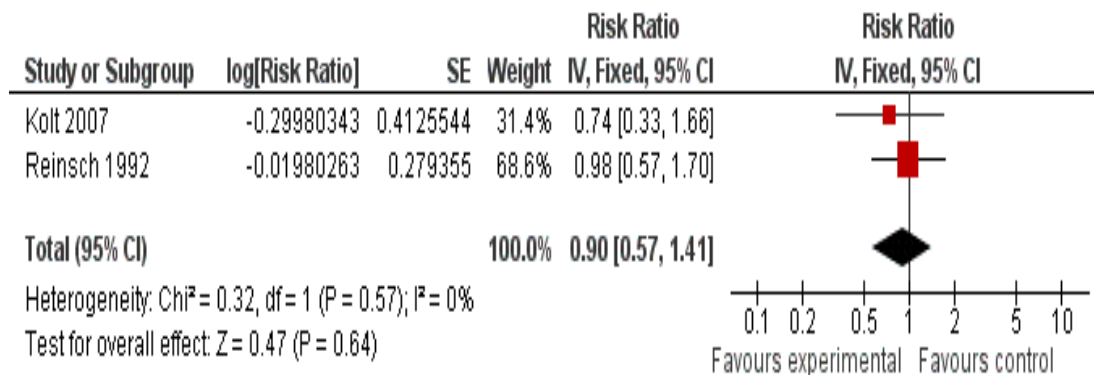 Risk Ratio Risk Ratio
Study or Subgroup log[Risk Ratio] SE Weight IV, Fixed, 95% CI IV, Fixed, 95% CI
Kolt 2007 -0.29980343 0.4125544 31.4% 0.74 [0.33, 1.66]
Reinsch 1992 -0.01980263 0.279355 68.6% 0.98 [0.57, 1.70]
Total (95% CI) 100.0% 0.90 [0.57, 1.41]
Heterogeneity: Chi² = 0.32, df = 1 (P = 0.57); I² = 0%
Test for overall effect: Z = 0.47 (P = 0.64)
0.1 0.2 0.5 1 2 5 10
Favours experimental Favours control